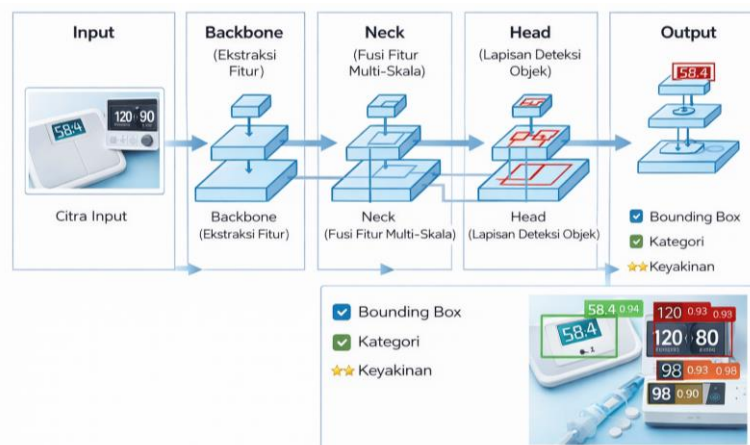 Input
Backbone
(Ekstraksi
Fitur)
Neck
(Fusi Fitur
Multi-Skala)
Head
(Lapisan Deteksi
Objek)
Output
58.4
120 90
58.4
Citra Input
Backbone
(Ekstraksi Fitur)
Neck
(Fusi Fitur Multi-Skala)
Head
(Lapisan Deteksi Objek)
Bounding Box
Kategori
Keyakinan
Bounding Box
Kategori
Keyakinan
58.4 0.94
120 0.93 0.93
58.4
120 80
98 0.93 0.98
98 0.90